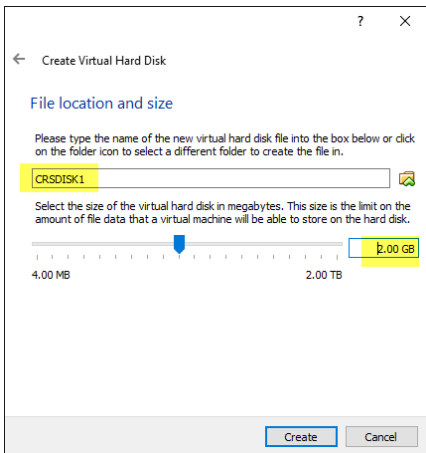 ?
Create Virtual Hard Disk
File location and size
Please type the name of the new virtual hard disk file into the box below or click
on the folder icon to select a different folder to create the file in.
CRSDISK1
Select the size of the virtual hard disk in megabytes. This size is the limit on the
amount of file data that a virtual machine will be able to store on the hard disk.
2.00 GB
4.00 MB 2.00 TB
Create Cancel